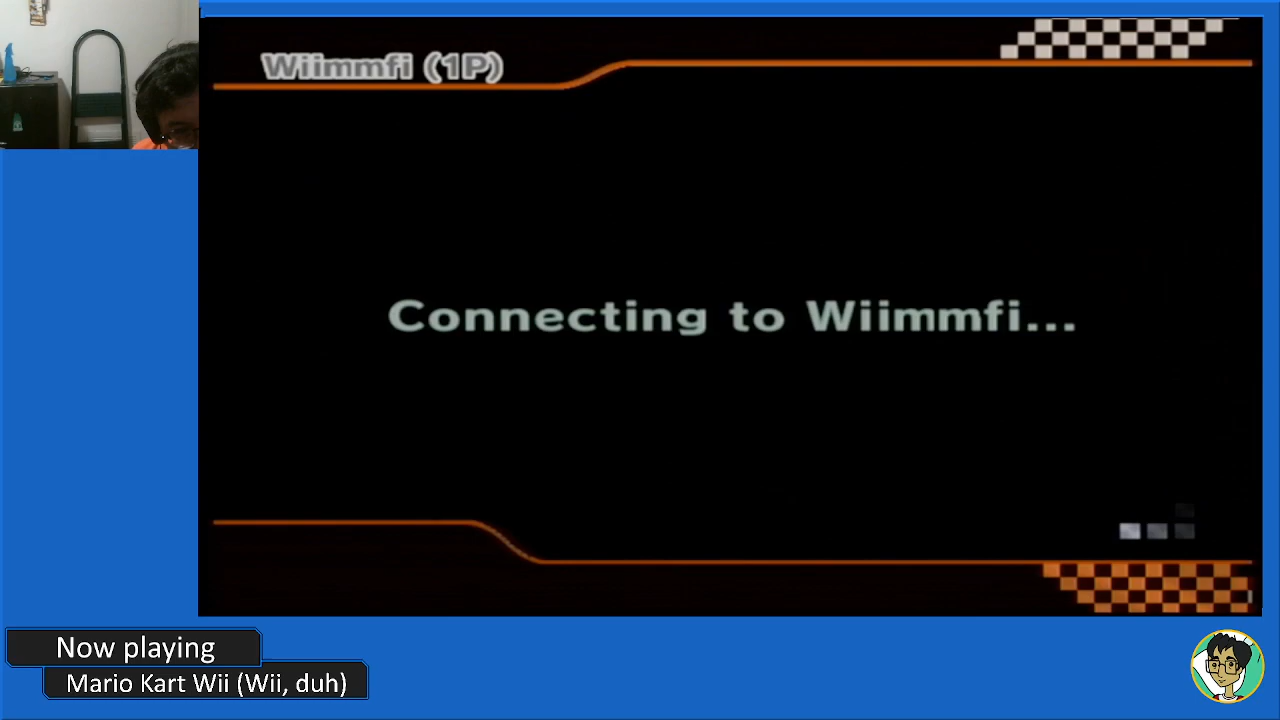 Wiimmfi (1P)
Connecting to Wiimmfi...
Now playing
Mario Kart Wii (Wii, duh)